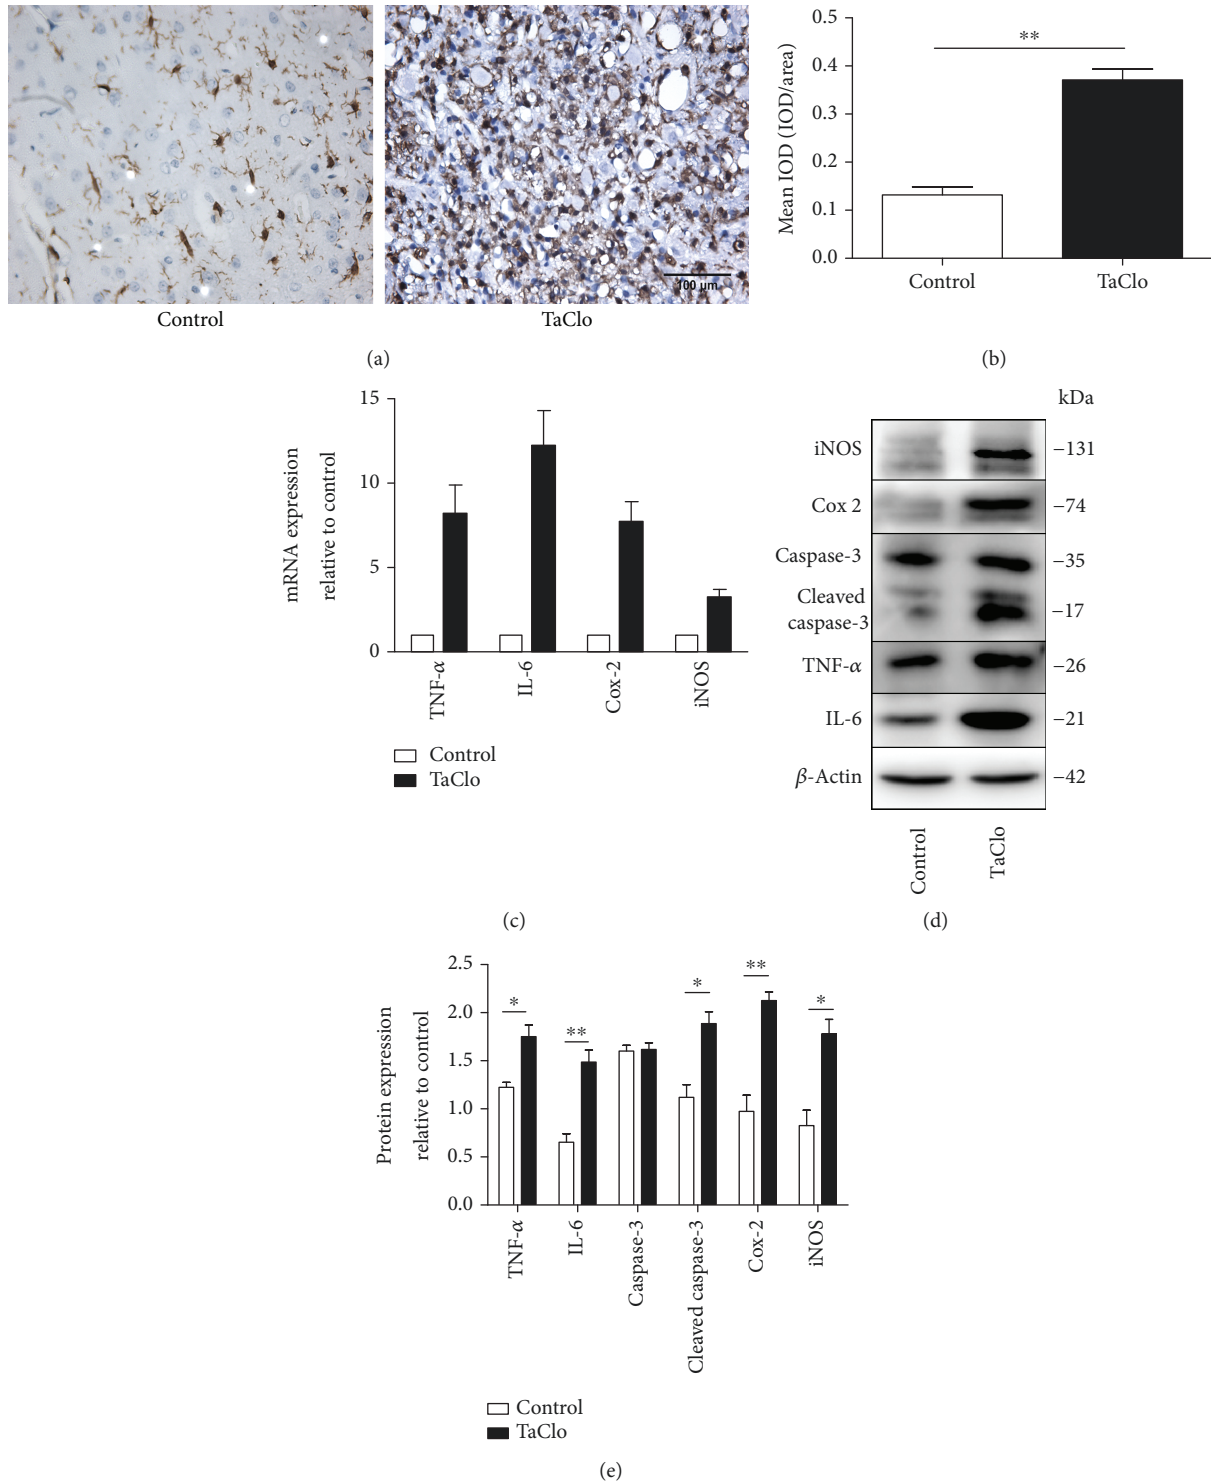 100 μm
Control
TaClo
(a)
Mean IOD (IOD/area)
0.5
0.4
0.3
0.2
0.1
0.0
**
Control
TaClo
(b)
mRNA expression
relative to control
15
10
5
0
TNF-α
IL-6
Cox-2
iNOS
Control
TaClo
(c)
kDa
iNOS
−131
Cox 2
−74
Caspase-3
−35
Cleaved
caspase-3
−17
TNF-α
−26
IL-6
−21
β-Actin
−42
Control
TaClo
(d)
Protein expression
relative to control
2.5
2.0
1.5
1.0
0.5
0.0
*
**
*
**
*
TNF-α
IL-6
Caspase-3
Cleaved caspase-3
Cox-2
iNOS
Control
TaClo
(e)